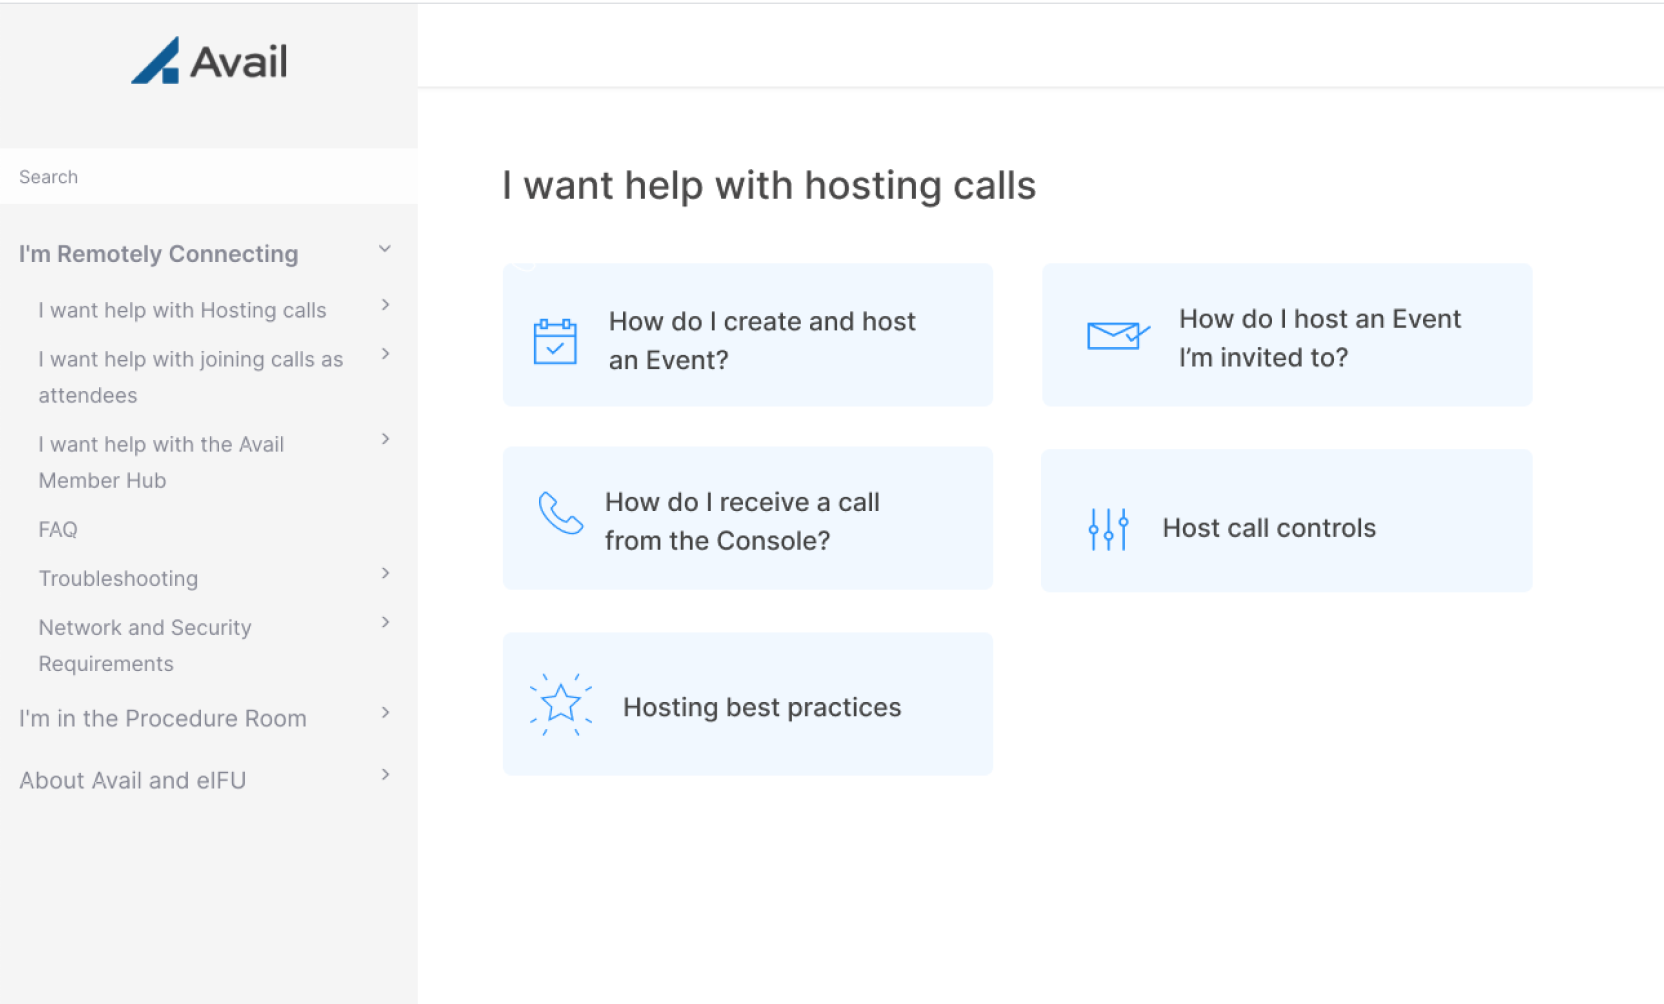 Avail
Search
I'm Remotely Connecting
I want help with Hosting calls
I want help with joining calls as
attendees
I want help with the Avail
Member Hub
FAQ
Troubleshooting
Network and Security
Requirements
I'm in the Procedure Room
About Avail and eIFU
I want help with hosting calls
How do I create and host
an Event?
How do I host an Event
I’m invited to?
How do I receive a call
from the Console?
Host call controls
Hosting best practices